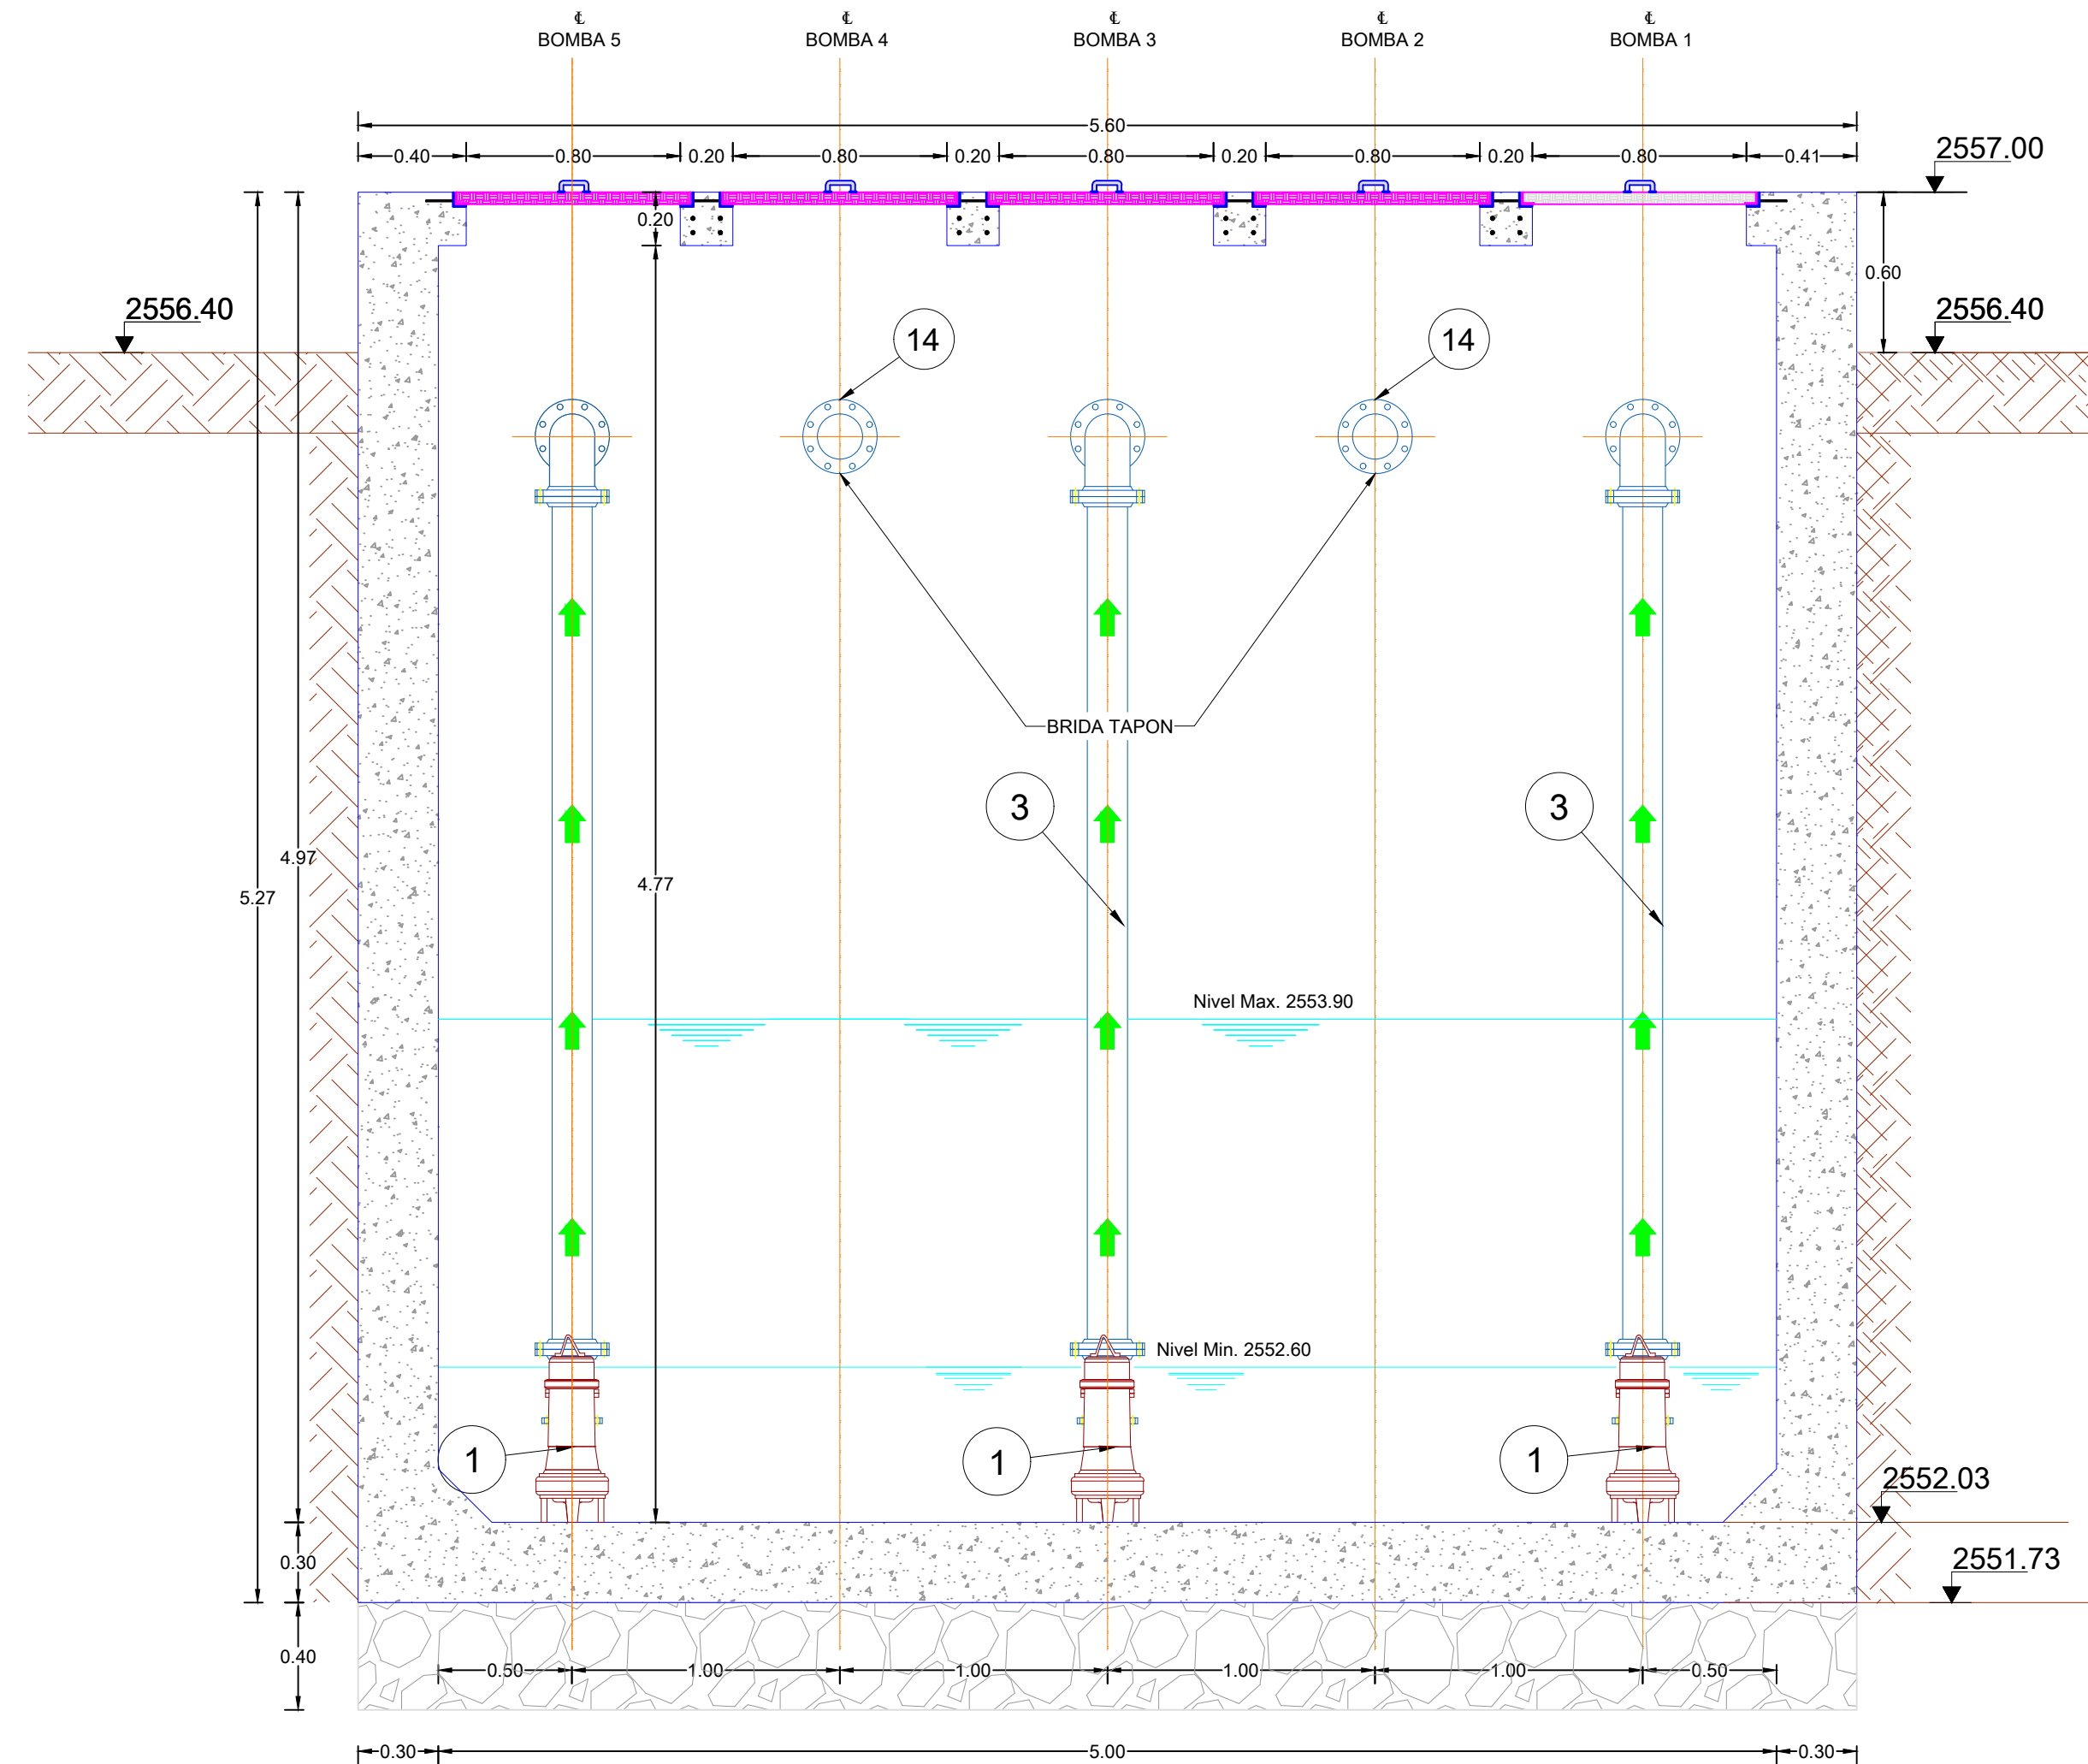 ℄ ℄ ℄ ℄ ℄
BOMBA 5 BOMBA 4 BOMBA 3 BOMBA 2 BOMBA 1
5.60
0.40 0.80 0.20 0.80 0.20 0.80 0.20 0.80 0.20 0.80 0.41
2557.00
0.20
0.60
2556.40
2556.40
14 14
BRIDA TAPON
3 3
4.97
4.77
5.27
Nivel Max. 2553.90
Nivel Min. 2552.60
1 1 1
2552.03
0.30
2551.73
0.40
0.50 1.00 1.00 1.00 1.00 0.50
0.30 5.00 0.30